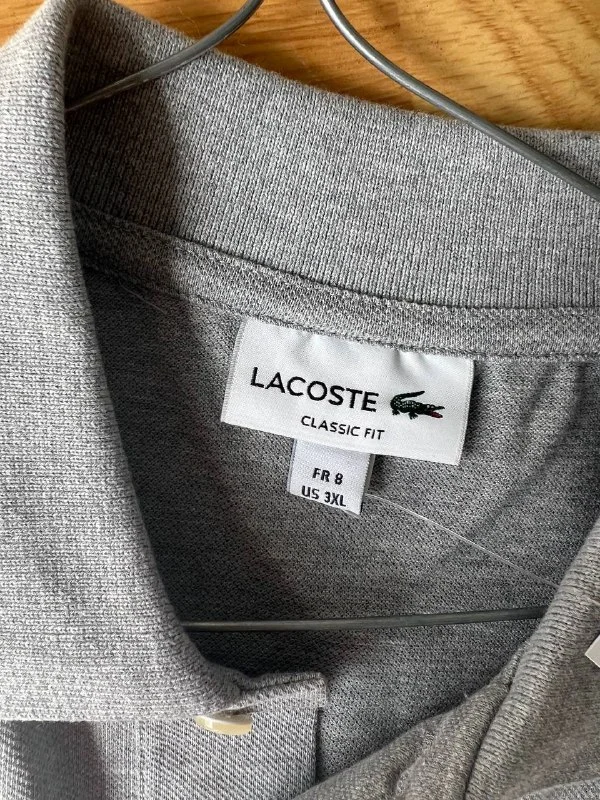 LACOSTE
CLASSIC FIT
FR 8
US 3XL